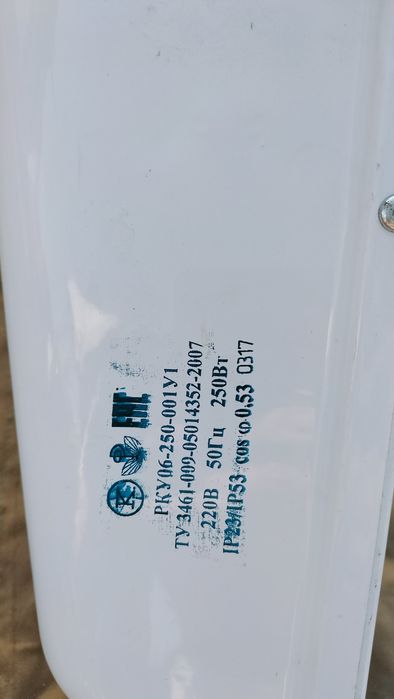 ЕАС
РКУ06-250-001У1
ТУ 3461-009-05014352-2007
220В 50Гц 250Вт
IP23/IP53 cos φ 0,53 0317